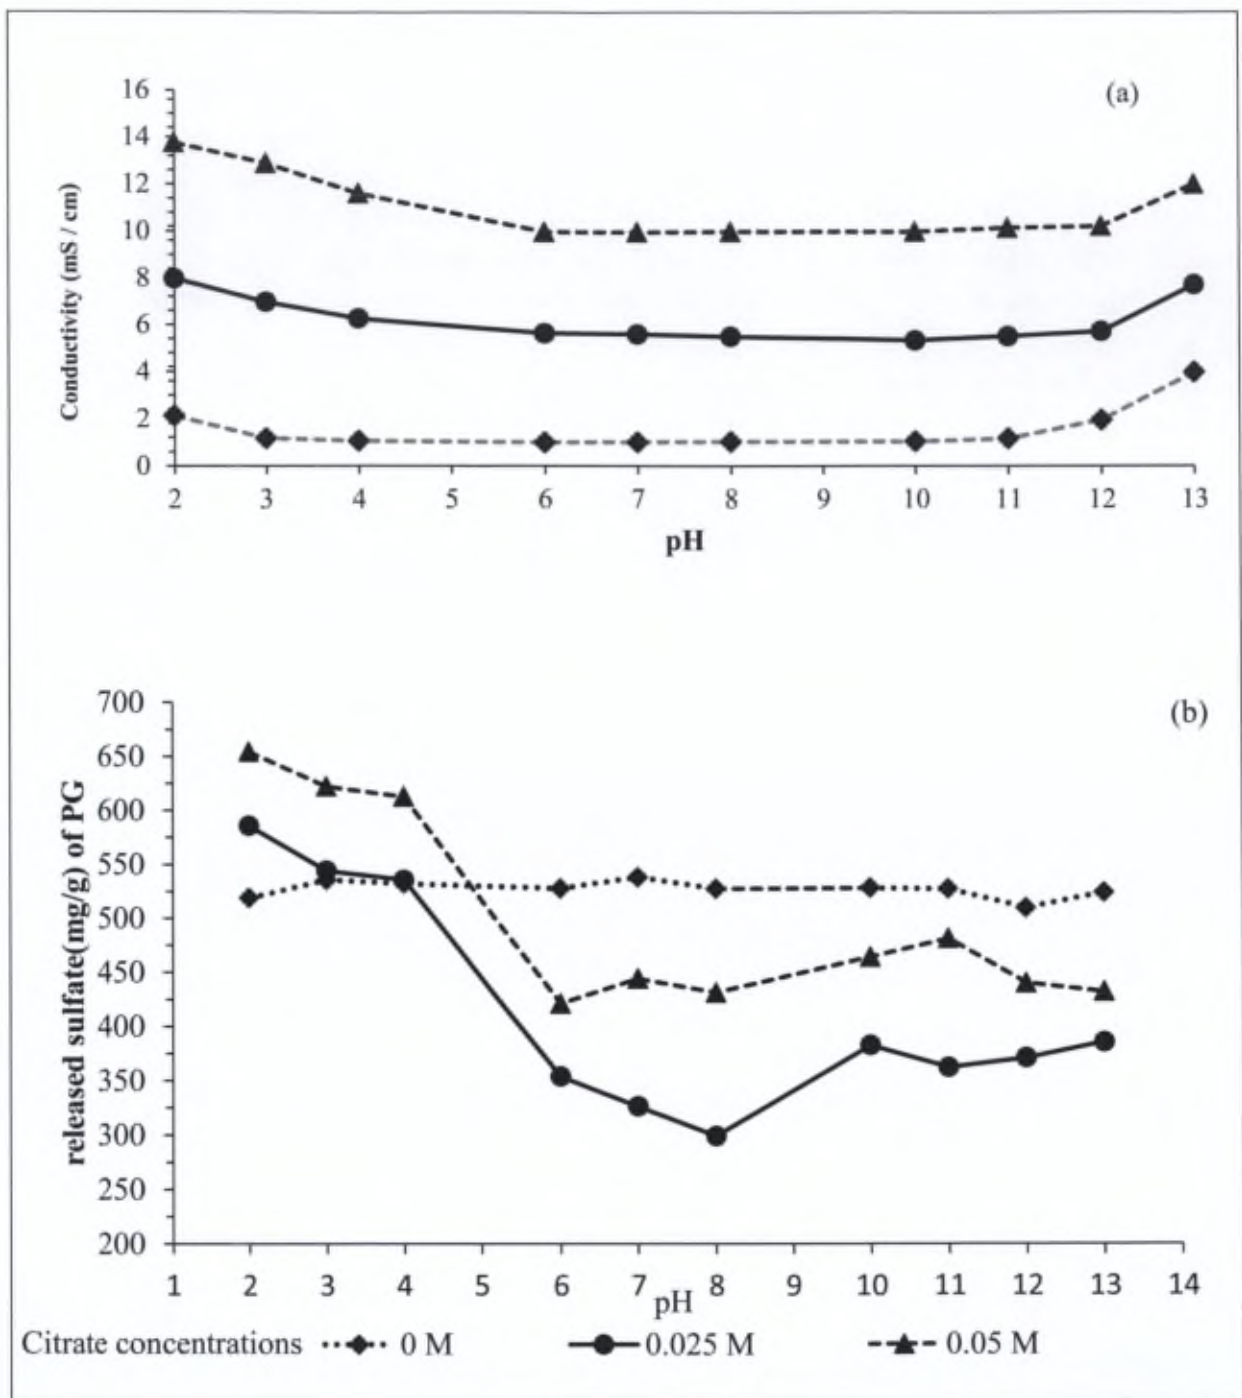 (a)
Conductivity (mS / cm)
16
14
12
10
8
6
4
2
0
2 3 4 5 6 7 8 9 10 11 12 13
pH
(b)
released sulfate(mg/g) of PG
700
650
600
550
500
450
400
350
300
250
200
1 2 3 4 5 6 7 8 9 10 11 12 13 14
pH
Citrate concentrations 0 M 0.025 M 0.05 M